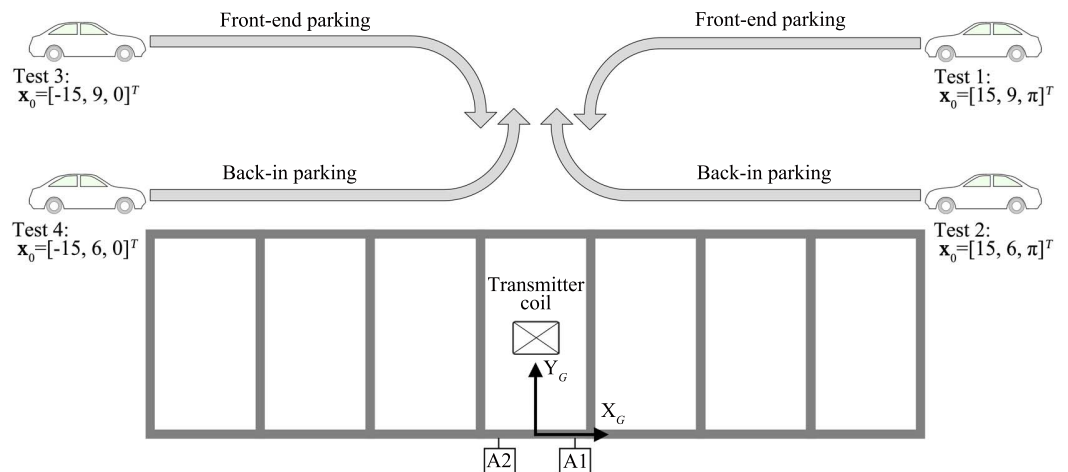 Front-end parking
Front-end parking
Test 3:
x₀=[-15, 9, 0]ᵀ
Test 1:
x₀=[15, 9, π]ᵀ
Back-in parking
Back-in parking
Test 4:
x₀=[-15, 6, 0]ᵀ
Test 2:
x₀=[15, 6, π]ᵀ
Transmitter
coil
Y_G
X_G
A2
A1